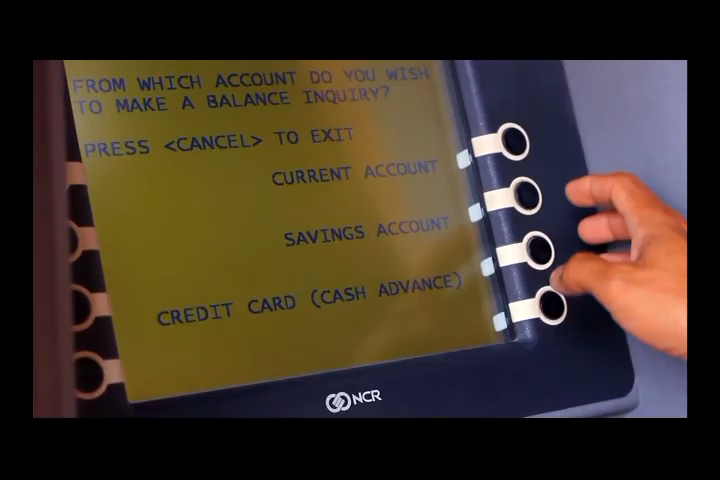 FROM WHICH ACCOUNT DO YOU WISH
TO MAKE A BALANCE INQUIRY?
PRESS <CANCEL> TO EXIT
CURRENT ACCOUNT
SAVINGS ACCOUNT
CREDIT CARD (CASH ADVANCE)
NCR